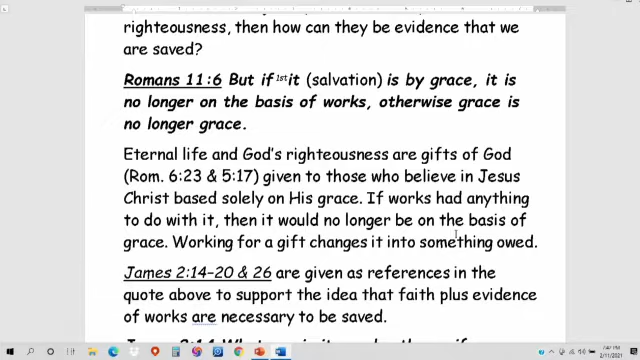 righteousness, then how can they be evidence that we
are saved?
Romans 11:6 But if 1st it (salvation) is by grace, it is
no longer on the basis of works, otherwise grace is
no longer grace.
Eternal life and God's righteousness are gifts of God
(Rom. 6:23 & 5:17) given to those who believe in Jesus
Christ based solely on His grace. If works had anything
to do with it, then it would no longer be on the basis of
grace. Working for a gift changes it into something owed.
James 2:14-20 & 26 are given as references in the
quote above to support the idea that faith plus evidence
of works are necessary to be saved.
2/11/2021